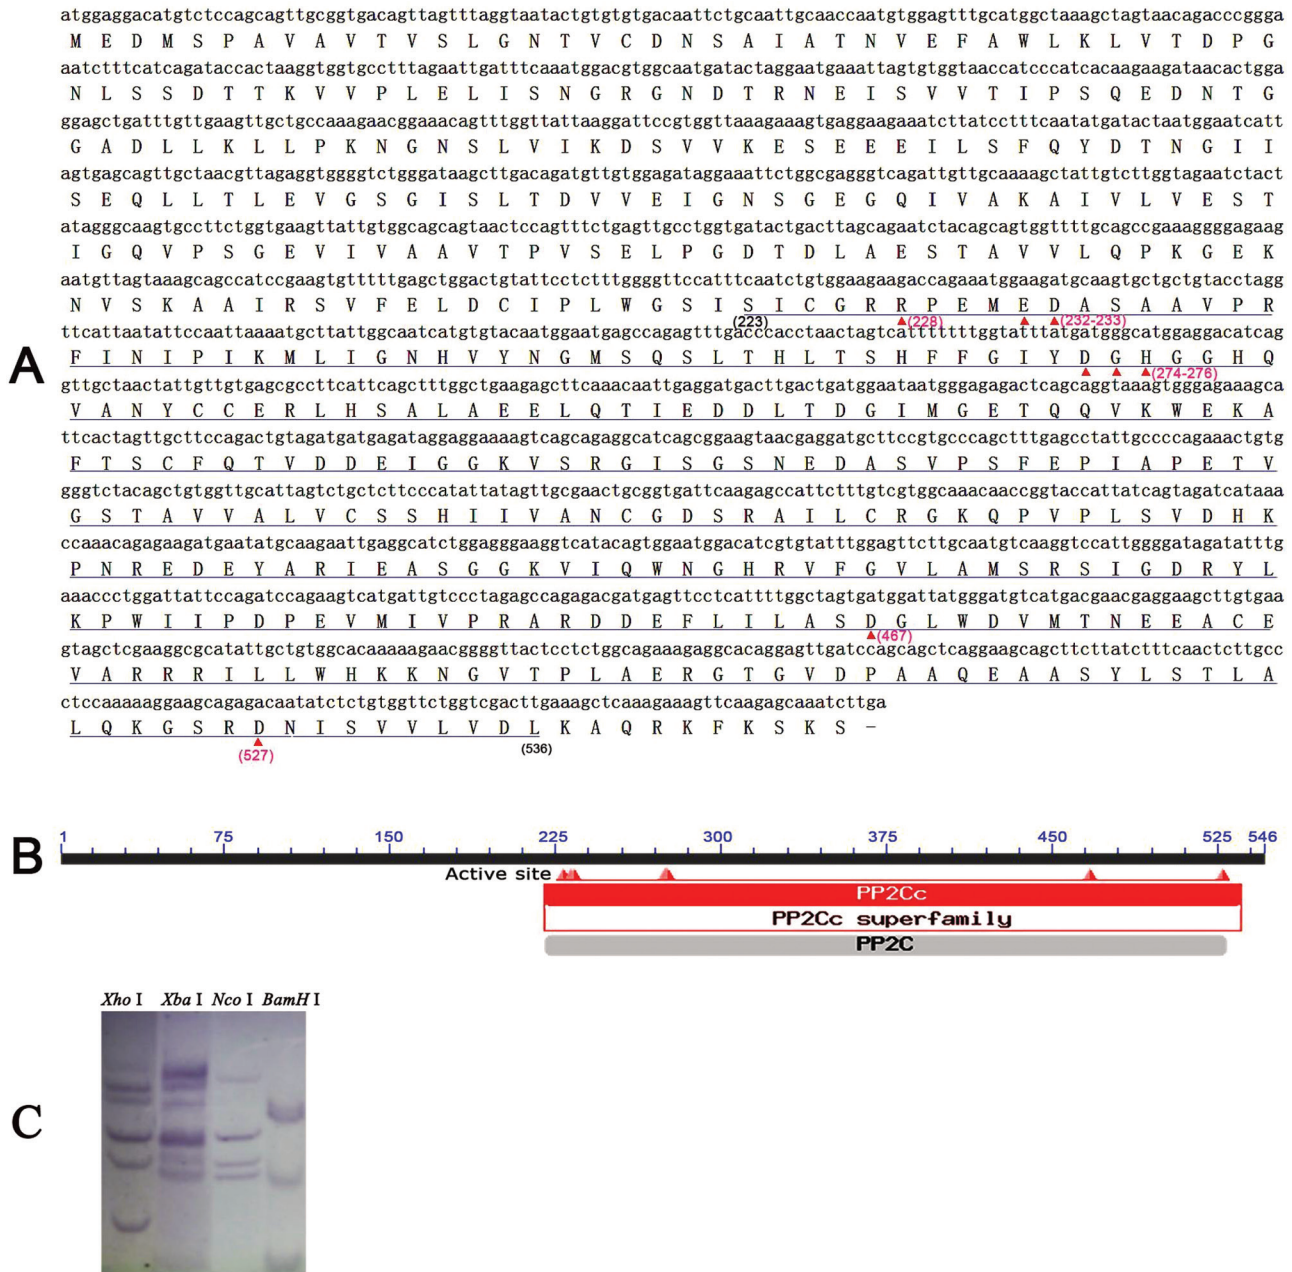 atggaggacatgtctccagcagttgcggtgacagttagtttaggtaatactgtgtgtgacaattctgcaattgcaaccaatgtggagtttgcatggctaaagctagtaacagacccggga
M E D M S P A V A V T V S L G N T V C D N S A I A T N V E F A W L K L V T D P G
aatctttcatcagataccactaaggtggtgcctttagaattgatttcaaatggacgtggcaatgatactaggaatgaaattagtgtggtaaccatcccatcacaagaagataacactgga
N L S S D T T K V V P L E L I S N G R G N D T R N E I S V V T I P S Q E D N T G
ggagctgatttgttgaagttgctgccaaagaacggaaacagtttggttattaaggattccgtggttaaagaaagtgaggaagaaatcttatcctttcaatatgatactaatggaatcatt
G A D L L K L L P K N G N S L V I K D S V V K E S E E E I L S F Q Y D T N G I I
agtgagcagttgctaacgttagaggtggggtctgggataagcttgacagatgttgtggagataggaaattctggcgagggtcagattgttgcaaaagctattgtcttggtagaatctact
S E Q L L T L E V G S G I S L T D V V E I G N S G E G Q I V A K A I V L V E S T
atagggcaagtgccttctggtgaagttattgtggcagcagtaactccagtttctgagttgcctggtgatactgacttagcagaatctacagcagtggttttgcagccgaaaggggagaag
I G Q V P S G E V I V A A V T P V S E L P G D T D L A E S T A V V L Q P K G E K
aatgttagtaaagcagccatccgaagtgtttttgagctggactgtattcctctttggggttccatttcaatctgtggaagaagaccagaaatggaagatgcaagtgctgctgtacctagg
N V S K A A I R S V F E L D C I P L W G S I S I C G R R P E M E D A S A A V P R
(223) (228) (232-233)
ttcattaatattccaattaaaatgcttattggaaatcatgtgtacaatggaatgagccagagtttgacccacctaactagtcatttttttggtatttatgatgggcatggaggacatcag
A
F I N I P I K M L I G N H V Y N G M S Q S L T H L T S H F F G I Y D G H G G H Q
(274-276)
gttgctaactattgttgtgagcgccttcattcagctttagctgaagagcttcaaacaattgaggatgacttgactgatggaataatgggagagactcagcaggtaaagtgggagaaagca
V A N Y C C E R L H S A L A E E L Q T I E D D L T D G I M G E T Q Q V K W E K A
ttcactagttgcttccagactgtagatgatgagataggaggaaaagtcagcagaggcatcagcggaagtaacgaggatgcttccgtgcccagctttgagcctattgccccagaaactgtg
F T S C F Q T V D D E I G G K V S R G I S G S N E D A S V P S F E P I A P E T V
gggtctacagctgtggttgcattagtctgctcttcccatattatagttgcgaactgcggtgattcaagagccattctttgtcgtggcaaacaaccggtaccattatcagtagatcataaa
G S T A V V A L V C S S H I I V A N C G D S R A I L C R G K Q P V P L S V D H K
ccaaacagagaagatgaatatgcaagaattgaggcatctggagggaaggtcatacagtggaatggacatcgtgtatttggagttcttgcaatgtcaaggtccattggggatagatatttg
P N R E D E Y A R I E A S G G K V I Q W N G H R V F G V L A M S R S I G D R Y L
aaaccctggattattccagatccagaagtcatgattgtccctagagccagagacgatgagttcctcattttggctagtgatggattatgggatgtcatgacgaacgaggaagcttgtgaa
K P W I I P D P E V M I V P R A R D D E F L I L A S D G L W D V M T N E E A C E
(467)
gtagctcgaaggcgcatattgctgtggcacaaaaagaacggggttactcctctggcagaaagaggcacaggagttgatccagcagctcaggaagcagcttcttatctttcaactcttgcc
V A R R R I L L W H K K N G V T P L A E R G T G V D P A A Q E A A S Y L S T L A
ctccaaaaaggaagcagagacaatatctctgtggttctggtcgacttgaaagctcaaagaaagttcaagagcaaatcttga
L Q K G S R D N I S V V L V D L K A Q R K F K S K S –
(527) (536)
B
1 75 150 225 300 375 450 525 546
Active site
PP2Cc
PP2Cc superfamily
PP2C
Xho I Xba I Nco I BamH I
C